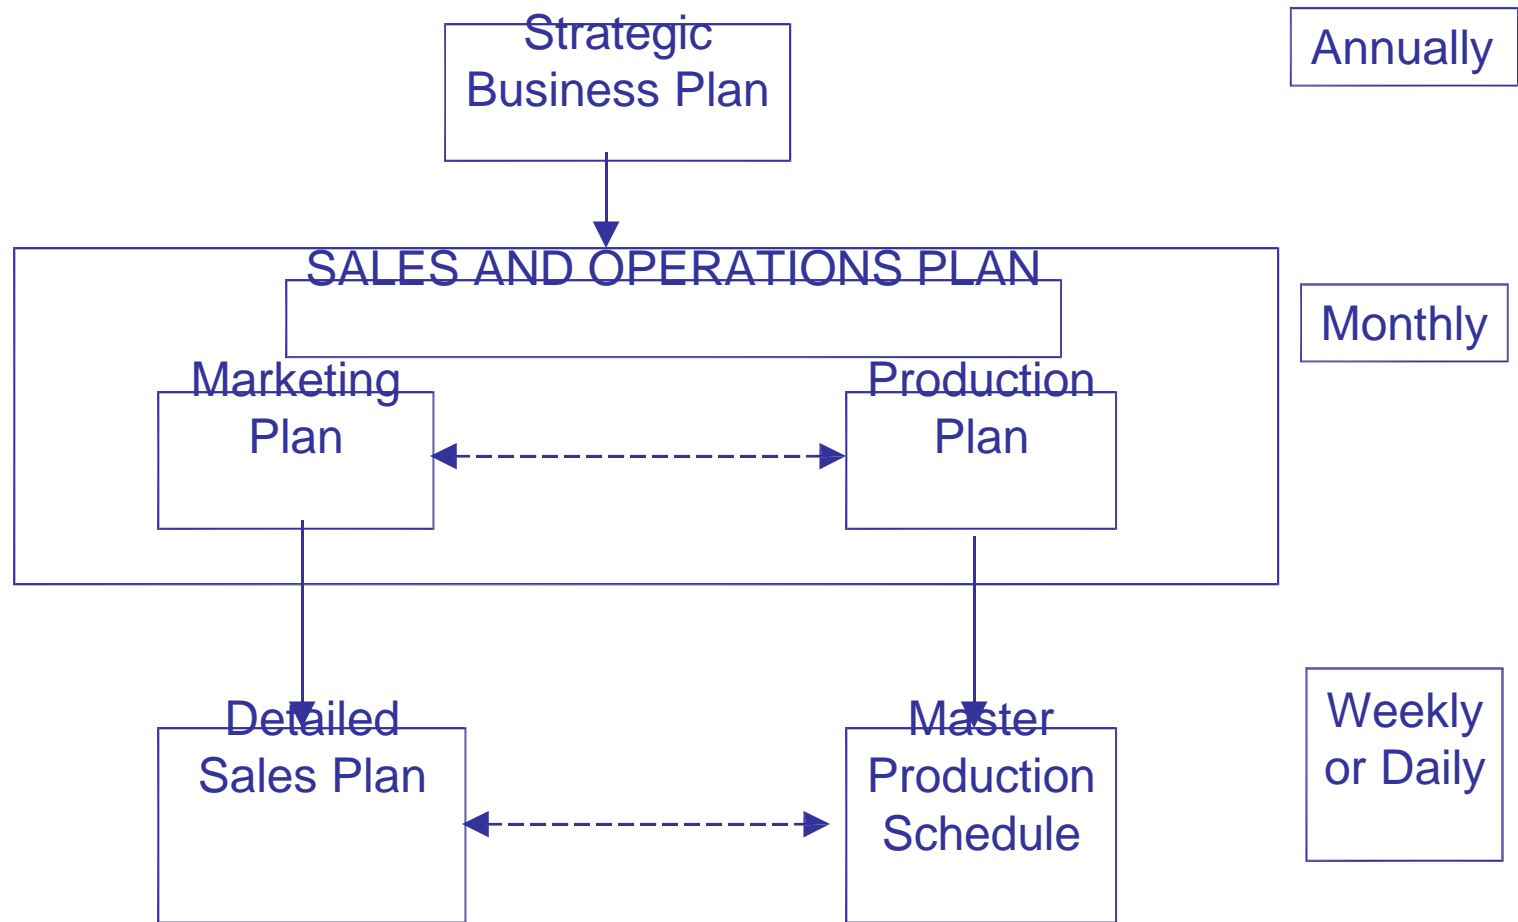 Strategic
Business Plan
Annually
SALES AND OPERATIONS PLAN
Monthly
Marketing
Plan
Production
Plan
Detailed
Sales Plan
Master
Production
Schedule
Weekly
or Daily